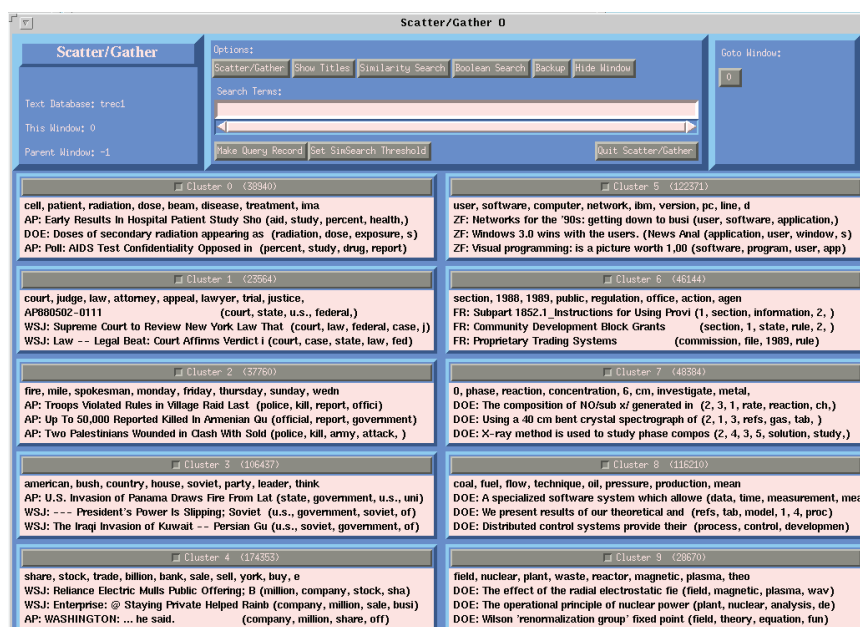 Scatter/Gather 0
Scatter/Gather
Text Database: trec1
This Window: 0
Parent Window: -1
Options:
Scatter/Gather Show Titles Similarity Search Boolean Search Backup Hide Window
Search Terms:
Make Query Record Set SimSearch Threshold Quit Scatter/Gather
Goto Window:
0
Cluster 0 (38940)
cell, patient, radiation, dose, beam, disease, treatment, ima
AP: Early Results In Hospital Patient Study Sho (aid, study, percent, health,)
DOE: Doses of secondary radiation appearing as (radiation, dose, exposure, s)
AP: Poll: AIDS Test Confidentiality Opposed in (percent, study, drug, report)
Cluster 1 (23564)
court, judge, law, attorney, appeal, lawyer, trial, justice,
AP880502-0111 (court, state, u.s., federal,)
WSJ: Supreme Court to Review New York Law That (court, law, federal, case, j)
WSJ: Law -- Legal Beat: Court Affirms Verdict i (court, case, state, law, fed)
Cluster 2 (37760)
fire, mile, spokesman, monday, friday, thursday, sunday, wedn
AP: Troops Violated Rules in Village Raid Last (police, kill, report, offici)
AP: Up To 50,000 Reported Killed In Armenian Qu (official, report, government)
AP: Two Palestinians Wounded in Clash With Sold (police, kill, army, attack, )
Cluster 3 (106437)
american, bush, country, house, soviet, party, leader, think
AP: U.S. Invasion of Panama Draws Fire From Lat (state, government, u.s., uni)
WSJ: --- President's Power Is Slipping; Soviet (u.s., government, soviet, of)
WSJ: The Iraqi Invasion of Kuwait -- Persian Gu (u.s., soviet, government, of)
Cluster 4 (174353)
share, stock, trade, billion, bank, sale, sell, york, buy, e
WSJ: Reliance Electric Mulls Public Offering; B (million, company, stock, sha)
WSJ: Enterprise: @ Staying Private Helped Rainb (company, million, sale, busi)
AP: WASHINGTON: ... he said. (company, million, share, off)
Cluster 5 (122371)
user, software, computer, network, ibm, version, pc, line, d
ZF: Networks for the '90s: getting down to busi (user, software, application,)
ZF: Windows 3.0 wins with the users. (News Anal (application, user, window, s)
ZF: Visual programming: is a picture worth 1,00 (software, program, user, app)
Cluster 6 (46144)
section, 1988, 1989, public, regulation, office, action, agen
FR: Subpart 1852.1_Instructions for Using Provi (1, section, information, 2, )
FR: Community Development Block Grants (section, 1, state, rule, 2, )
FR: Proprietary Trading Systems (commission, file, 1989, rule)
Cluster 7 (48384)
0, phase, reaction, concentration, 6, cm, investigate, metal,
DOE: The composition of NO/sub x/ generated in (2, 3, 1, rate, reaction, ch,)
DOE: Using a 40 cm bent crystal spectrograph of (2, 1, 3, refs, gas, tab, )
DOE: X-ray method is used to study phase compos (2, 4, 3, 5, solution, study,)
Cluster 8 (116210)
coal, fuel, flow, technique, oil, pressure, production, mean
DOE: A specialized software system which allowe (data, time, measurement, mea
DOE: We present results of our theoretical and (refs, tab, model, 1, 4, proc)
DOE: Distributed control systems provide their (process, control, developmen)
Cluster 9 (28670)
field, nuclear, plant, waste, reactor, magnetic, plasma, theo
DOE: The effect of the radial electrostatic fie (field, magnetic, plasma, wav)
DOE: The operational principle of nuclear power (plant, nuclear, analysis, de)
DOE: Wilson 'renormalization group' fixed point (field, theory, equation, fun)